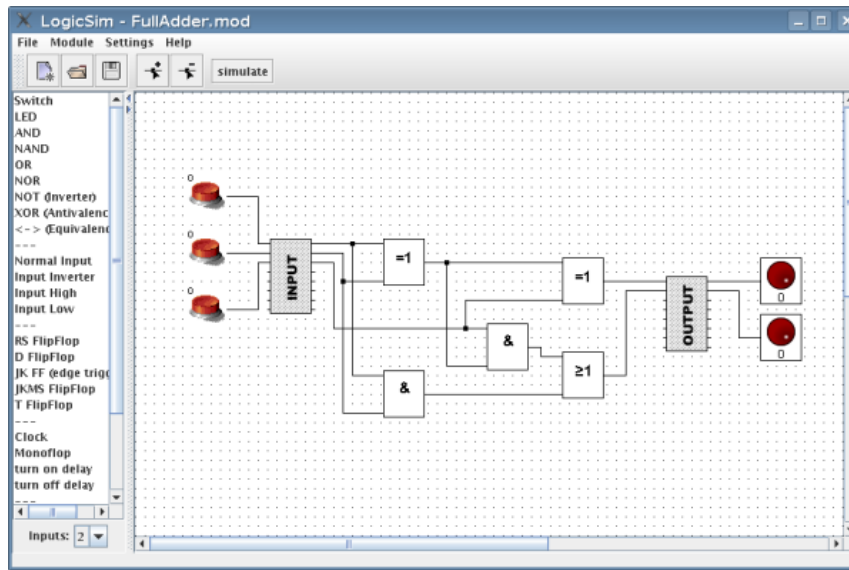 LogicSim - FullAdder.mod
File Module Settings Help
simulate
Switch
LED
AND
NAND
OR
NOR
NOT (Inverter)
XOR (Antivalenc
<-> (Equivalenc
---
Normal Input
Input Inverter
Input High
Input Low
---
RS FlipFlop
D FlipFlop
JK FF (edge trigg
JKMS FlipFlop
T FlipFlop
---
Clock
Monoflop
turn on delay
turn off delay
---
Inputs: 2
0
0
0
INPUT
=1
&
&
=1
≥1
OUTPUT
0
0